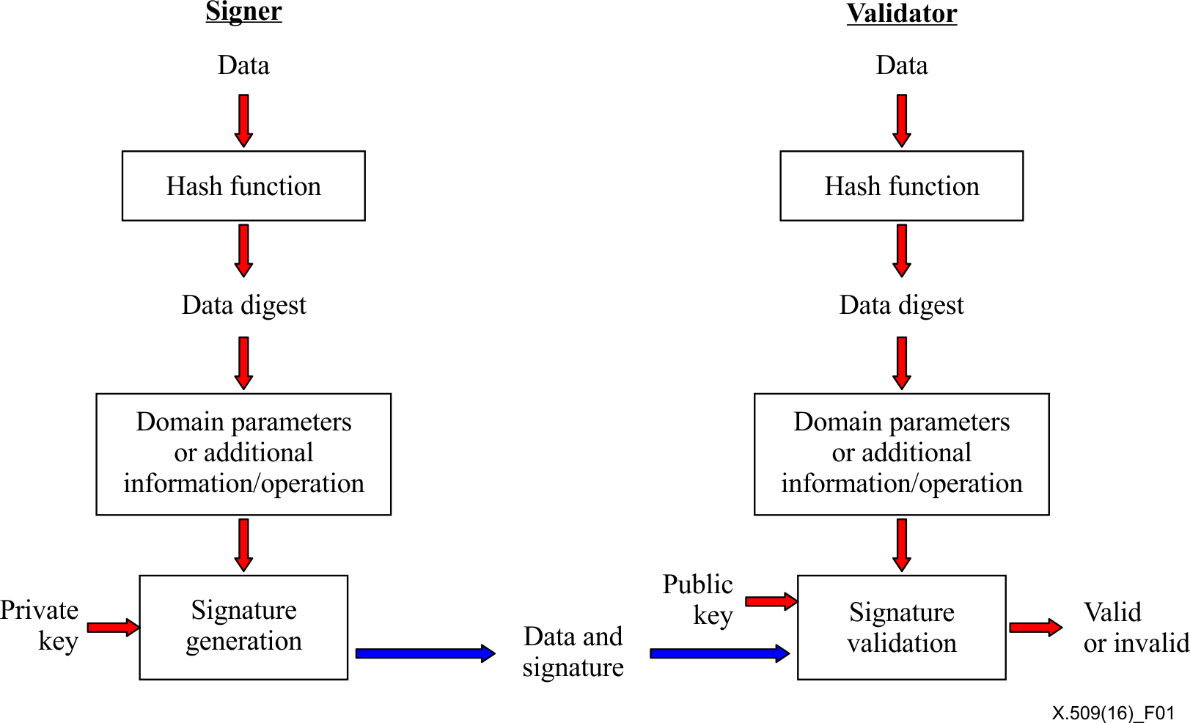 Signer
Data
Hash function
Data digest
Domain parameters
or additional
information/operation
Private
key
Signature
generation
Data and
signature
Validator
Data
Hash function
Data digest
Domain parameters
or additional
information/operation
Public
key
Signature
validation
Valid
or invalid
X.509(16)_F01